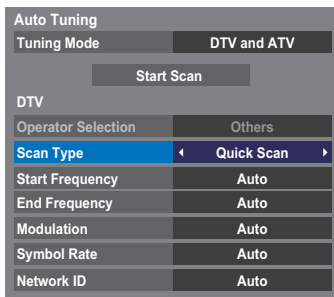 Auto Tuning
Tuning Mode DTV and ATV
Start Scan
DTV
Operator Selection Others
Scan Type Quick Scan
Start Frequency Auto
End Frequency Auto
Modulation Auto
Symbol Rate Auto
Network ID Auto